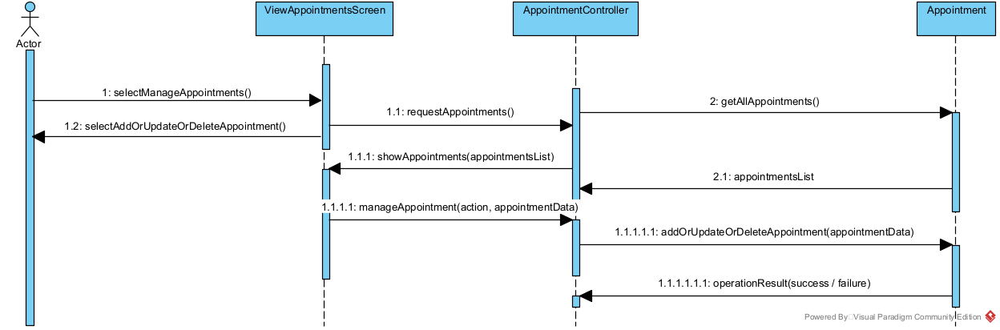 ViewAppointmentsScreen
AppointmentController
Appointment
Actor
1: selectManageAppointments()
2: getAllAppointments()
1.1: requestAppointments()
1.2: selectAddOrUpdateOrDeleteAppointment()
1.1.1: showAppointments(appointmentsList)
2.1: appointmentsList
1.1.1.1: manageAppointment(action, appointmentData)
1.1.1.1.1: addOrUpdateOrDeleteAppointment(appointmentData)
1.1.1.1.1.1: operationResult(success / failure)
Powered By□Visual Paradigm Community Edition